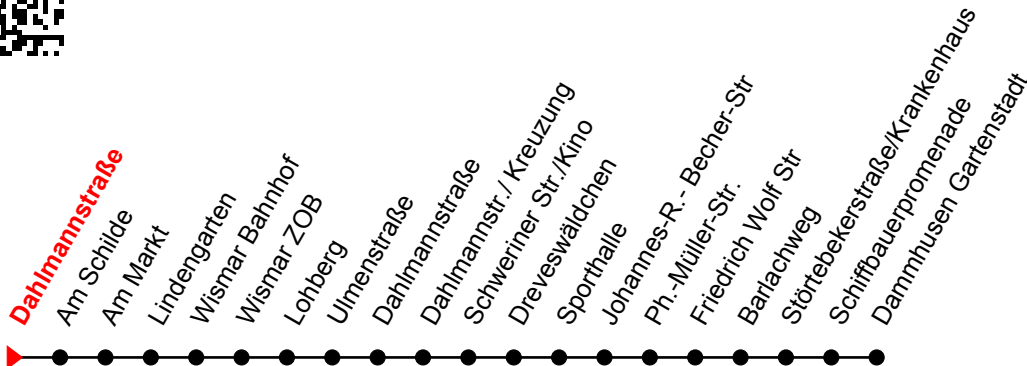 Dahlmannstraße
Am Schilde
Am Markt
Lindengarten
Wismar Bahnhof
Wismar ZOB
Lohberg
Ulmenstraße
Dahlmannstraße
Dahlmannstr./ Kreuzung
Schweriner Str./Kino
Dreveswäldchen
Sporthalle
Johannes-R.- Becher-Str
Ph.-Müller-Str.
Friedrich Wolf Str
Barlachweg
Störtebekerstraße/Krankenhaus
Schiffbauerpromenade
Dammhusen Gartenstadt